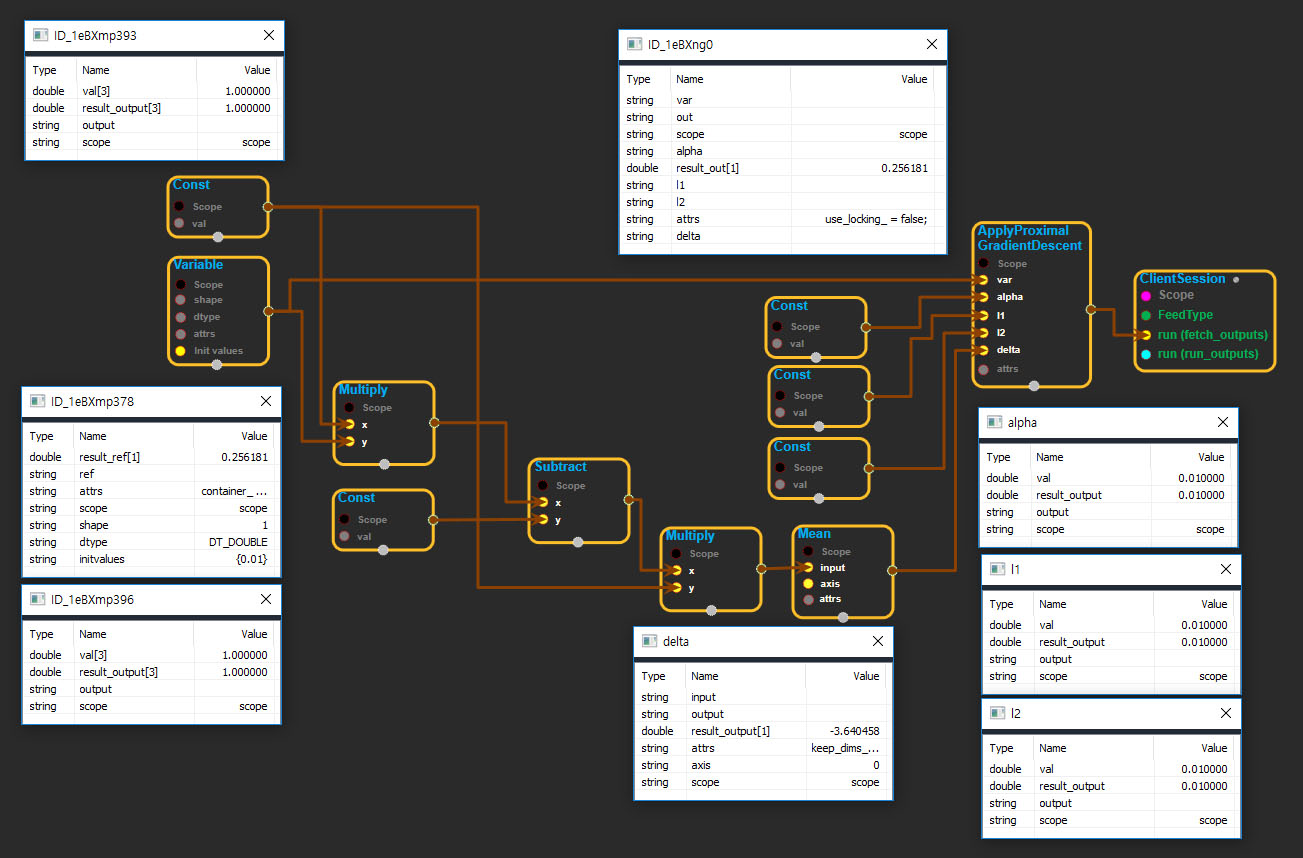 ID_1eBXmp393
Type Name Value
double val[3] 1.000000
double result_output[3] 1.000000
string output
string scope scope
ID_1eBXng0
Type Name Value
string var
string out
string scope scope
string alpha
double result_out[1] 0.256181
string l1
string l2
string attrs use_locking_ = false;
string delta
Const
Scope
val
Variable
Scope
shape
dtype
attrs
Init values
ApplyProximal
GradientDescent
Scope
var
alpha
l1
l2
delta
attrs
ClientSession
Scope
FeedType
run (fetch_outputs)
run (run_outputs)
Const
Scope
val
Const
Scope
val
Const
Scope
val
Multiply
Scope
x
y
Const
Scope
val
Subtract
Scope
x
y
Multiply
Scope
x
y
Mean
Scope
input
axis
attrs
ID_1eBXmp378
Type Name Value
double result_ref[1] 0.256181
string ref
string attrs container_ ...
string scope scope
string shape 1
string dtype DT_DOUBLE
string initvalues {0.01}
ID_1eBXmp396
Type Name Value
double val[3] 1.000000
double result_output[3] 1.000000
string output
string scope scope
delta
Type Name Value
string input
string output
double result_output[1] -3.640458
string attrs keep_dims_...
string axis 0
string scope scope
alpha
Type Name Value
double val 0.010000
double result_output 0.010000
string output
string scope scope
l1
Type Name Value
double val 0.010000
double result_output 0.010000
string output
string scope scope
l2
Type Name Value
double val 0.010000
double result_output 0.010000
string output
string scope scope